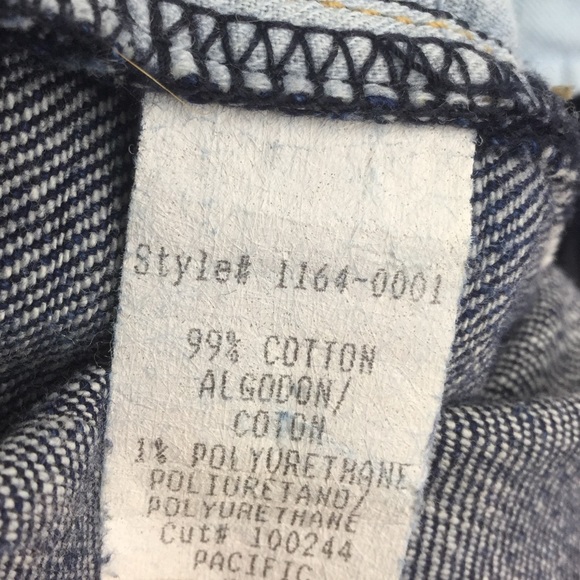 Style# 1164-0001
99% COTTON
ALGODON/
COTON
1% POLYURETHANE
POLIURETANO/
POLYURETHANE
Cut# 100244
PACIFIC